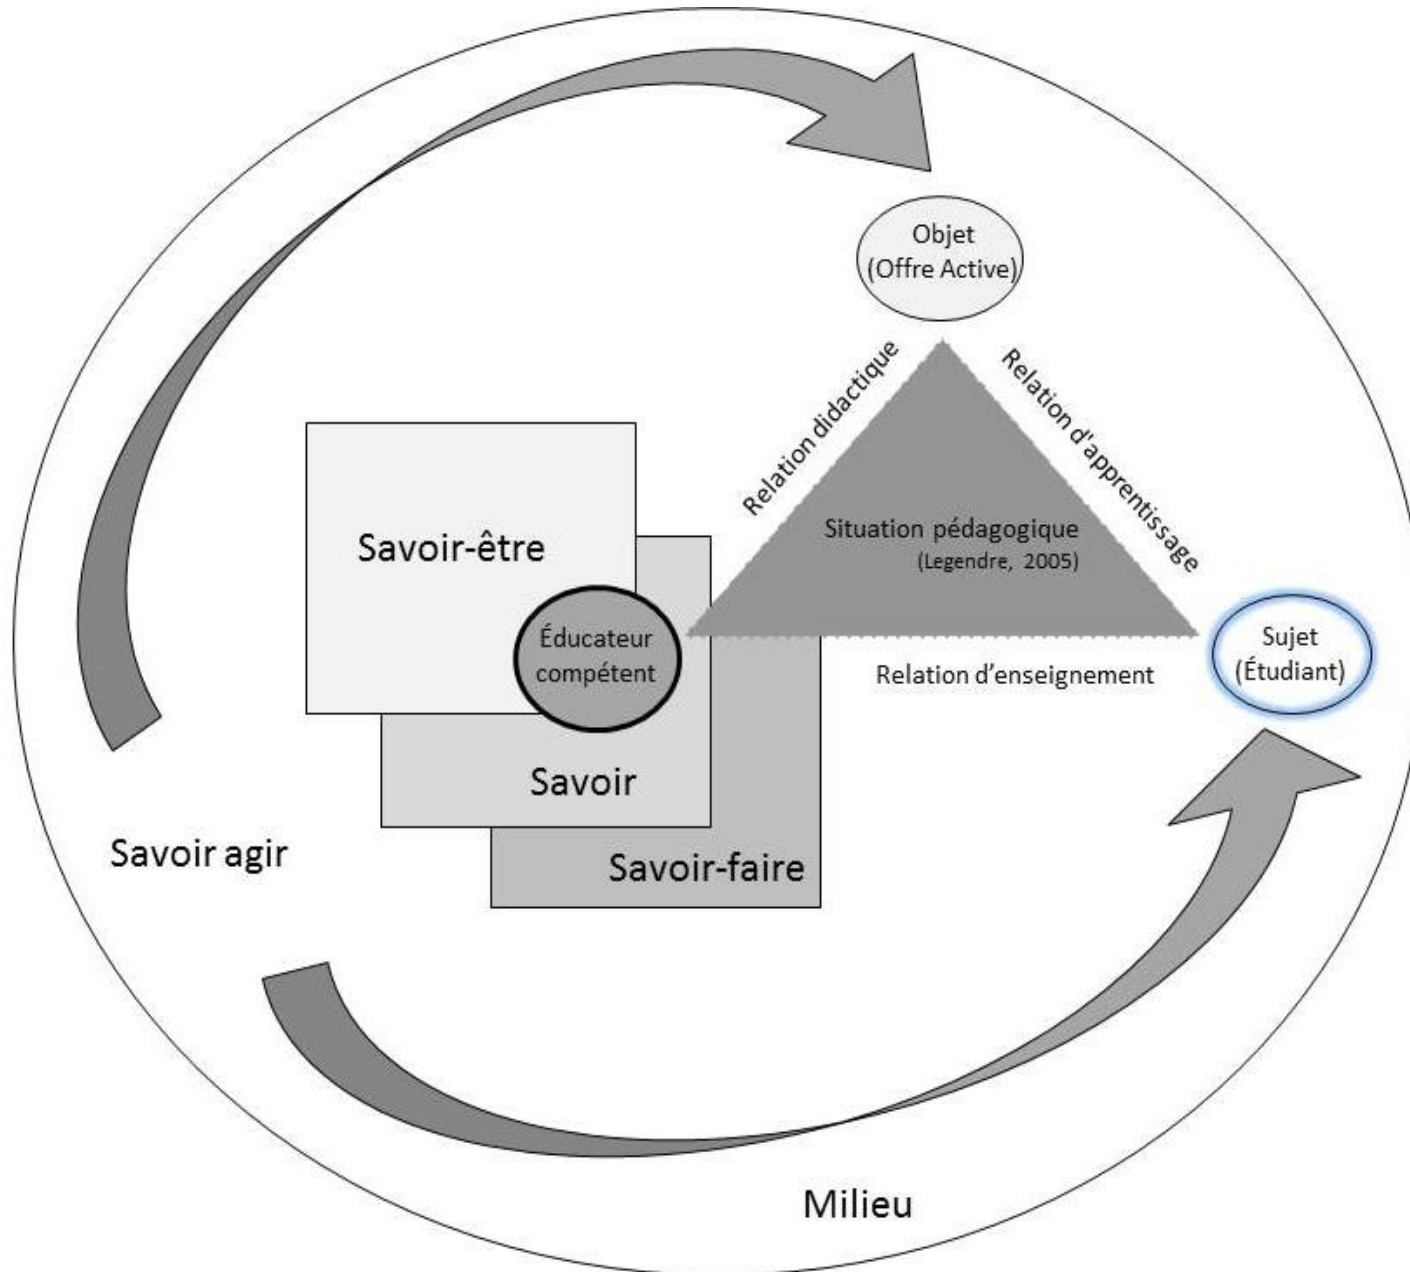 Objet
(Offre Active)
Relation didactique
Relation d'apprentissage
Situation pédagogique
(Legendre, 2005)
Savoir-être
Éducateur
compétent
Sujet
(Étudiant)
Relation d’enseignement
Savoir
Savoir agir
Savoir-faire
Milieu